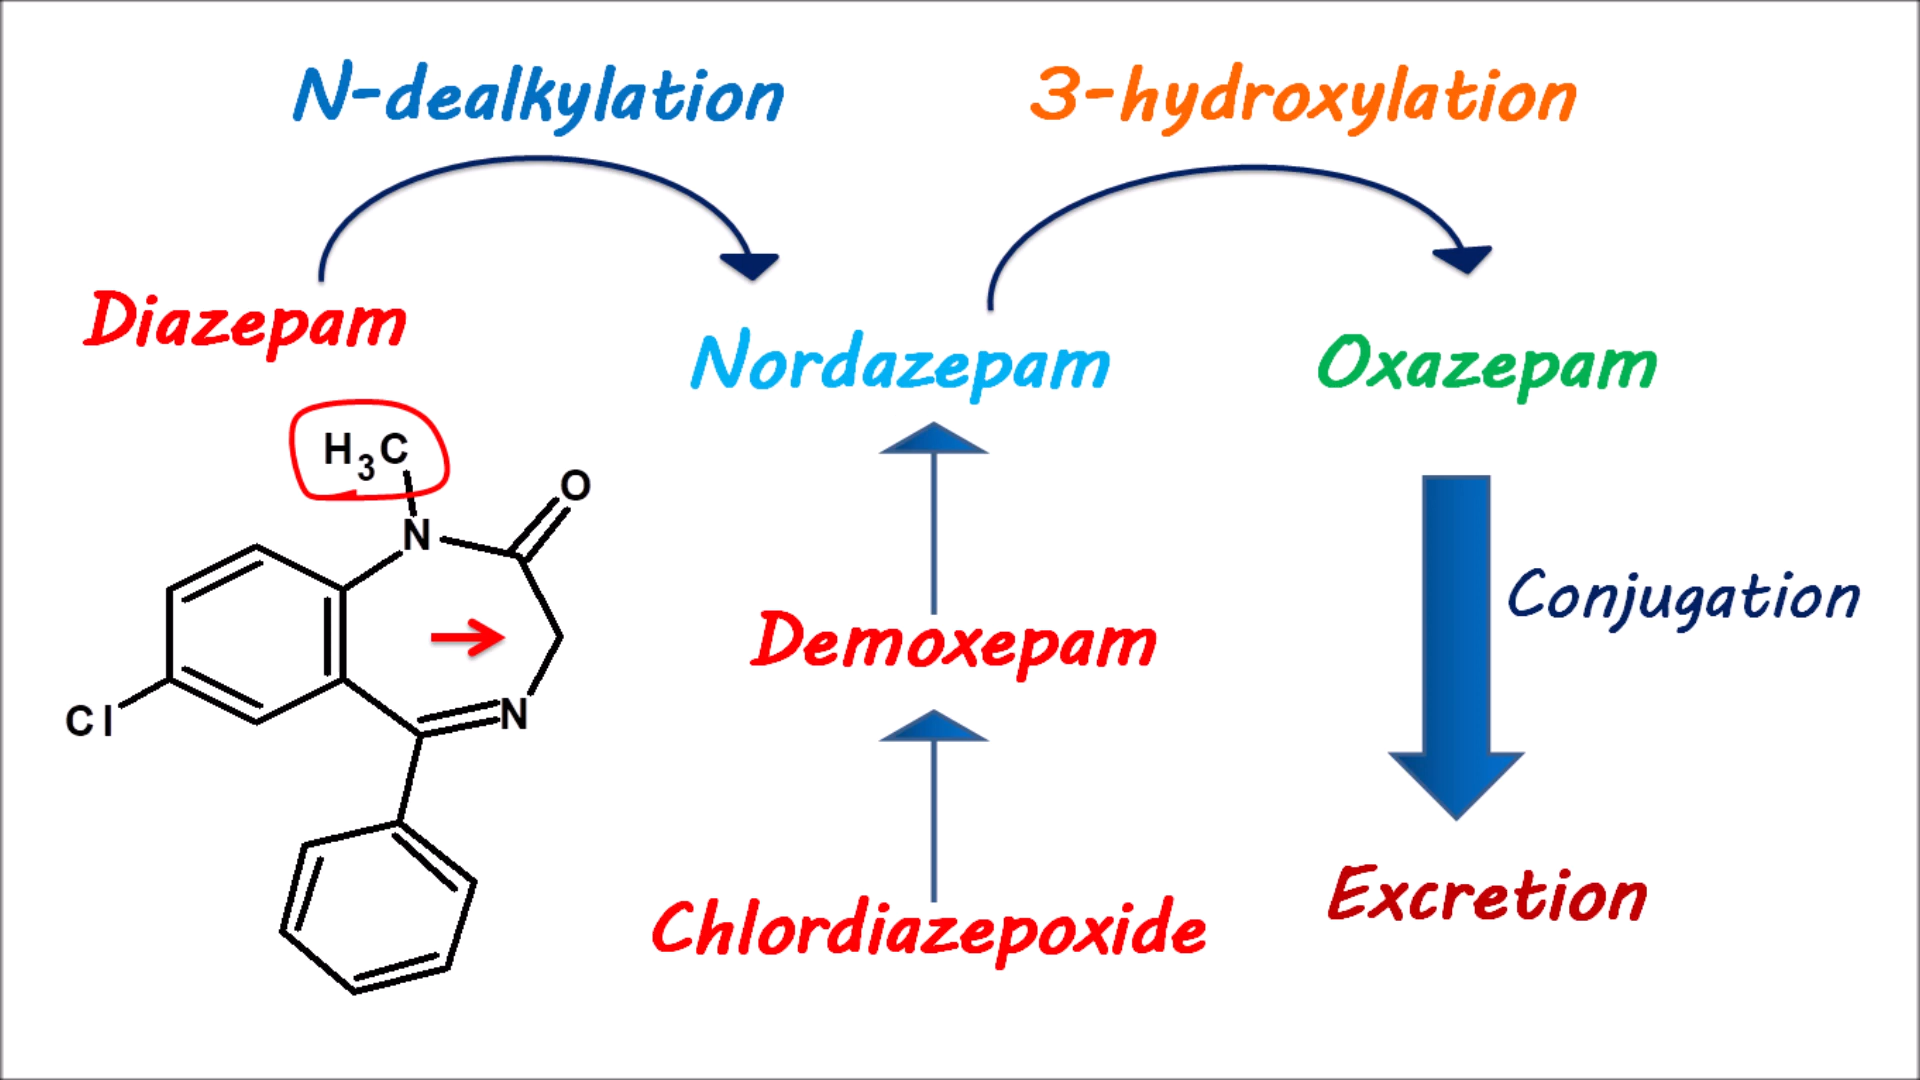 N-dealkylation
3-hydroxylation
Diazepam
Nordazepam
Oxazepam
H3C
O
N
Cl
N
Conjugation
Demoxepam
Chlordiazepoxide
Excretion